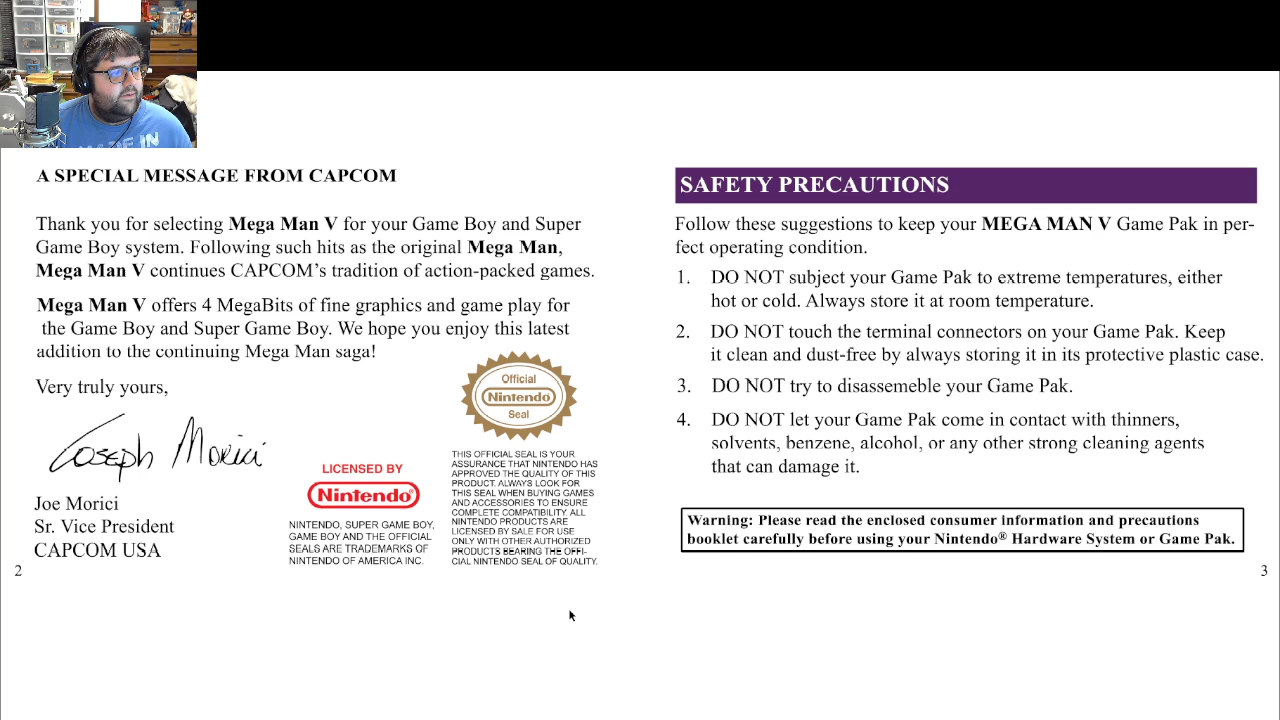 MADE IN
A SPECIAL MESSAGE FROM CAPCOM
Thank you for selecting Mega Man V for your Game Boy and Super
Game Boy system. Following such hits as the original Mega Man,
Mega Man V continues CAPCOM's tradition of action-packed games.
Mega Man V offers 4 MegaBits of fine graphics and game play for
the Game Boy and Super Game Boy. We hope you enjoy this latest
addition to the continuing Mega Man saga!
Very truly yours,
Joseph Morici
Joe Morici
Sr. Vice President
CAPCOM USA
2
LICENSED BY
Nintendo
NINTENDO, SUPER GAME BOY,
GAME BOY AND THE OFFICIAL
SEALS ARE TRADEMARKS OF
NINTENDO OF AMERICA INC.
Official
Nintendo
Seal
THIS OFFICIAL SEAL IS YOUR
ASSURANCE THAT NINTENDO HAS
APPROVED THE QUALITY OF THIS
PRODUCT. ALWAYS LOOK FOR
THIS SEAL WHEN BUYING GAMES
AND ACCESSORIES TO ENSURE
COMPLETE COMPATIBILITY. ALL
NINTENDO PRODUCTS ARE
LICENSED BY SALE FOR USE
ONLY WITH OTHER AUTHORIZED
PRODUCTS BEARING THE OFFI-
CIAL NINTENDO SEAL OF QUALITY.
SAFETY PRECAUTIONS
Follow these suggestions to keep your MEGA MAN V Game Pak in per-
fect operating condition.
1. DO NOT subject your Game Pak to extreme temperatures, either
hot or cold. Always store it at room temperature.
2. DO NOT touch the terminal connectors on your Game Pak. Keep
it clean and dust-free by always storing it in its protective plastic case.
3. DO NOT try to disassemeble your Game Pak.
4. DO NOT let your Game Pak come in contact with thinners,
solvents, benzene, alcohol, or any other strong cleaning agents
that can damage it.
Warning: Please read the enclosed consumer information and precautions
booklet carefully before using your Nintendo® Hardware System or Game Pak.
3